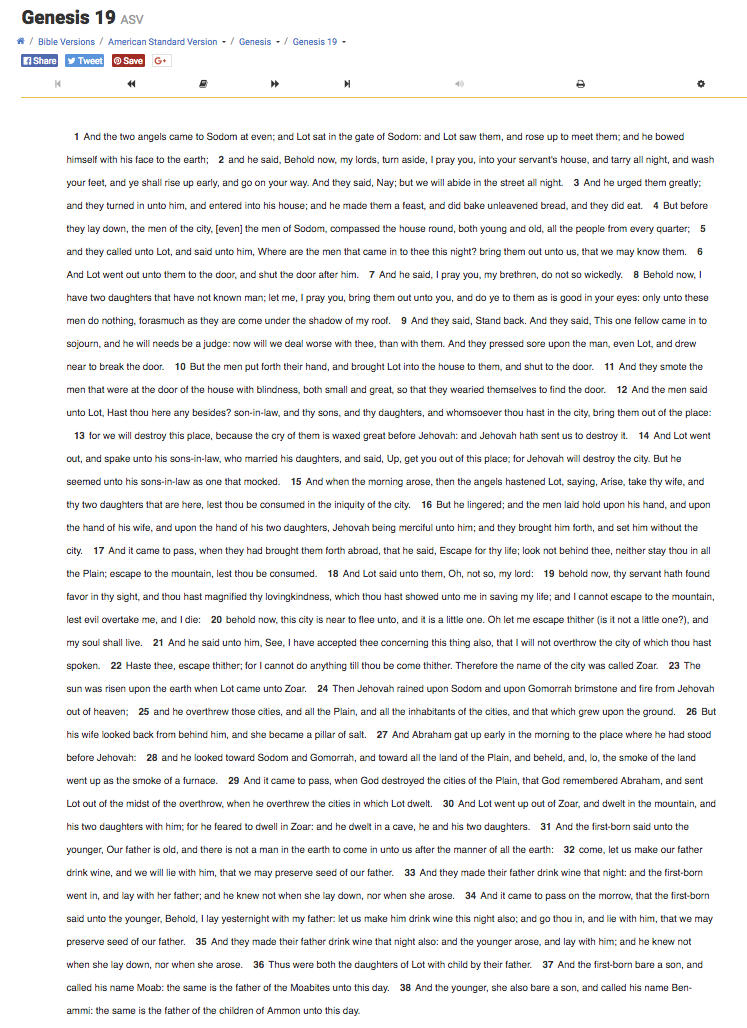 Genesis 19 ASV
/ Bible Versions / American Standard Version / Genesis / Genesis 19
Share Tweet Save G+
1 And the two angels came to Sodom at even; and Lot sat in the gate of Sodom: and Lot saw them, and rose up to meet them; and he bowed
himself with his face to the earth; 2 and he said, Behold now, my lords, turn aside, I pray you, into your servant's house, and tarry all night, and wash
your feet, and ye shall rise up early, and go on your way. And they said, Nay; but we will abide in the street all night. 3 And he urged them greatly;
and they turned in unto him, and entered into his house; and he made them a feast, and did bake unleavened bread, and they did eat. 4 But before
they lay down, the men of the city, [even] the men of Sodom, compassed the house round, both young and old, all the people from every quarter; 5
and they called unto Lot, and said unto him, Where are the men that came in to thee this night? bring them out unto us, that we may know them. 6
And Lot went out unto them to the door, and shut the door after him. 7 And he said, I pray you, my brethren, do not so wickedly. 8 Behold now, I
have two daughters that have not known man; let me, I pray you, bring them out unto you, and do ye to them as is good in your eyes: only unto these
men do nothing, forasmuch as they are come under the shadow of my roof. 9 And they said, Stand back. And they said, This one fellow came in to
sojourn, and he will needs be a judge: now will we deal worse with thee, than with them. And they pressed sore upon the man, even Lot, and drew
near to break the door. 10 But the men put forth their hand, and brought Lot into the house to them, and shut to the door. 11 And they smote the
men that were at the door of the house with blindness, both small and great, so that they wearied themselves to find the door. 12 And the men said
unto Lot, Hast thou here any besides? son-in-law, and thy sons, and thy daughters, and whomsoever thou hast in the city, bring them out of the place:
13 for we will destroy this place, because the cry of them is waxed great before Jehovah: and Jehovah hath sent us to destroy it. 14 And Lot went
out, and spake unto his sons-in-law, who married his daughters, and said, Up, get you out of this place; for Jehovah will destroy the city. But he
seemed unto his sons-in-law as one that mocked. 15 And when the morning arose, then the angels hastened Lot, saying, Arise, take thy wife, and
thy two daughters that are here, lest thou be consumed in the iniquity of the city. 16 But he lingered; and the men laid hold upon his hand, and upon
the hand of his wife, and upon the hand of his two daughters, Jehovah being merciful unto him; and they brought him forth, and set him without the
city. 17 And it came to pass, when they had brought them forth abroad, that he said, Escape for thy life; look not behind thee, neither stay thou in all
the Plain; escape to the mountain, lest thou be consumed. 18 And Lot said unto them, Oh, not so, my lord: 19 behold now, thy servant hath found
favor in thy sight, and thou hast magnified thy lovingkindness, which thou hast showed unto me in saving my life; and I cannot escape to the mountain,
lest evil overtake me, and I die: 20 behold now, this city is near to flee unto, and it is a little one. Oh let me escape thither (is it not a little one?), and
my soul shall live. 21 And he said unto him, See, I have accepted thee concerning this thing also, that I will not overthrow the city of which thou hast
spoken. 22 Haste thee, escape thither; for I cannot do anything till thou be come thither. Therefore the name of the city was called Zoar. 23 The
sun was risen upon the earth when Lot came unto Zoar. 24 Then Jehovah rained upon Sodom and upon Gomorrah brimstone and fire from Jehovah
out of heaven; 25 and he overthrew those cities, and all the Plain, and all the inhabitants of the cities, and that which grew upon the ground. 26 But
his wife looked back from behind him, and she became a pillar of salt. 27 And Abraham gat up early in the morning to the place where he had stood
before Jehovah: 28 and he looked toward Sodom and Gomorrah, and toward all the land of the Plain, and beheld, and, lo, the smoke of the land
went up as the smoke of a furnace. 29 And it came to pass, when God destroyed the cities of the Plain, that God remembered Abraham, and sent
Lot out of the midst of the overthrow, when he overthrew the cities in which Lot dwelt. 30 And Lot went up out of Zoar, and dwelt in the mountain, and
his two daughters with him; for he feared to dwell in Zoar: and he dwelt in a cave, he and his two daughters. 31 And the first-born said unto the
younger, Our father is old, and there is not a man in the earth to come in unto us after the manner of all the earth: 32 come, let us make our father
drink wine, and we will lie with him, that we may preserve seed of our father. 33 And they made their father drink wine that night: and the first-born
went in, and lay with her father; and he knew not when she lay down, nor when she arose. 34 And it came to pass on the morrow, that the first-born
said unto the younger, Behold, I lay yesternight with my father: let us make him drink wine this night also; and go thou in, and lie with him, that we may
preserve seed of our father. 35 And they made their father drink wine that night also: and the younger arose, and lay with him; and he knew not
when she lay down, nor when she arose. 36 Thus were both the daughters of Lot with child by their father. 37 And the first-born bare a son, and
called his name Moab: the same is the father of the Moabites unto this day. 38 And the younger, she also bare a son, and called his name Ben-
ammi: the same is the father of the children of Ammon unto this day.